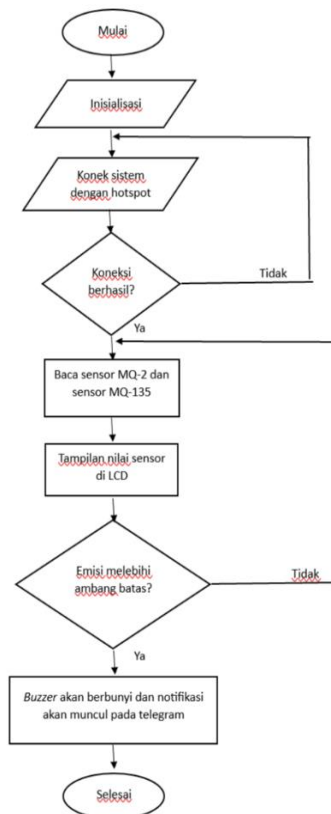 Mulai
Inisialisasi
Konek sistem
dengan hotspot
Koneksi
berhasil?
Tidak
Ya
Baca sensor MQ-2 dan
sensor MQ-135
Tampilan nilai sensor
di LCD
Emisi melebihi
ambang batas?
Tidak
Ya
Buzzer akan berbunyi dan notifikasi
akan muncul pada telegram
Selesai